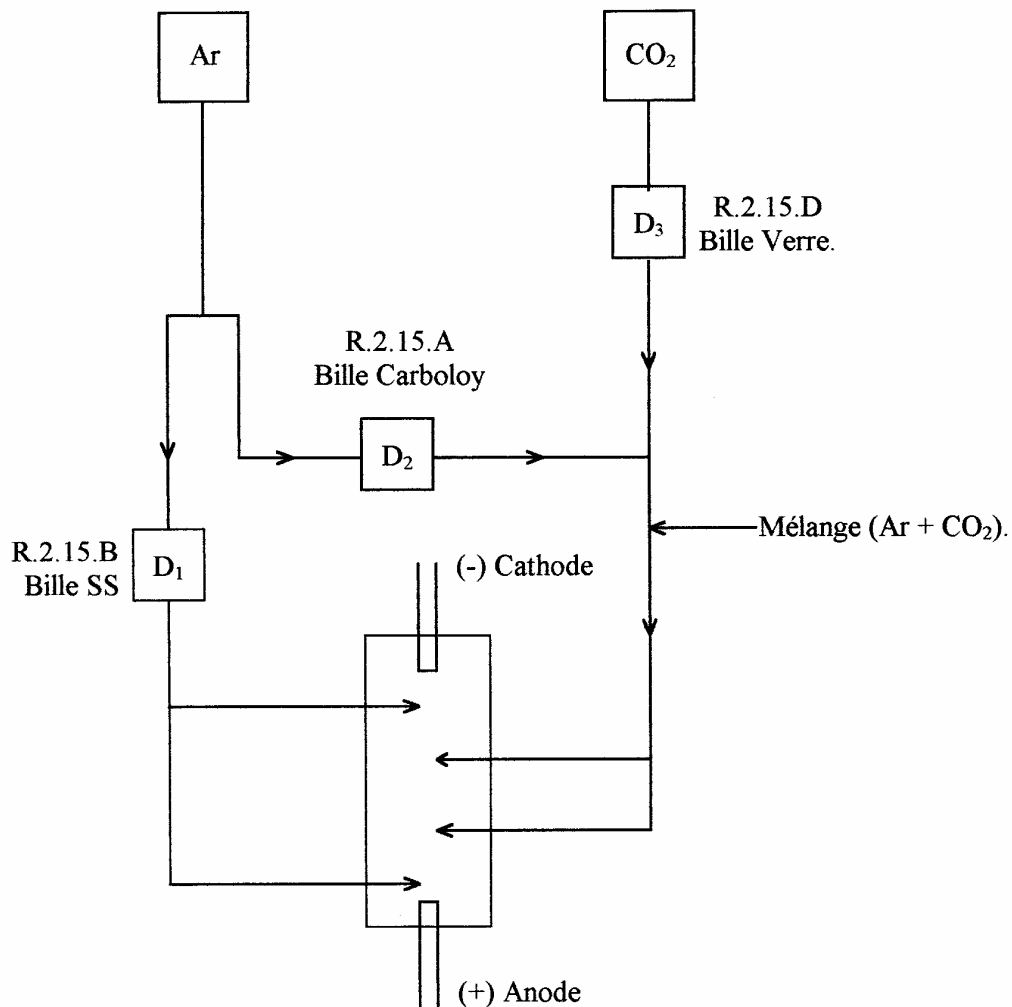 Ar
CO₂
D₃
R.2.15.D
Bille Verre.
R.2.15.A
Bille Carboloy
D₂
Mélange (Ar + CO₂).
R.2.15.B
Bille SS
D₁
(-) Cathode
(+) Anode